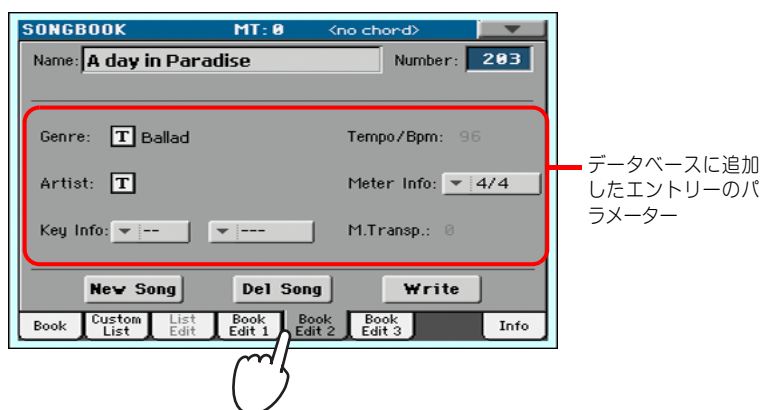 SONGBOOK MT:0 <no chord>
Name: A day in Paradise Number: 203
Genre: T Ballad Tempo/Bpm: 96
Artist: T Meter Info: 4/4
Key Info: -- --- M.Transp.: 0
New Song Del Song Write
Book Custom List List Edit Book Edit 1 Book Edit 2 Book Edit 3 Info
データベースに追加
したエントリーのパ
ラメーター